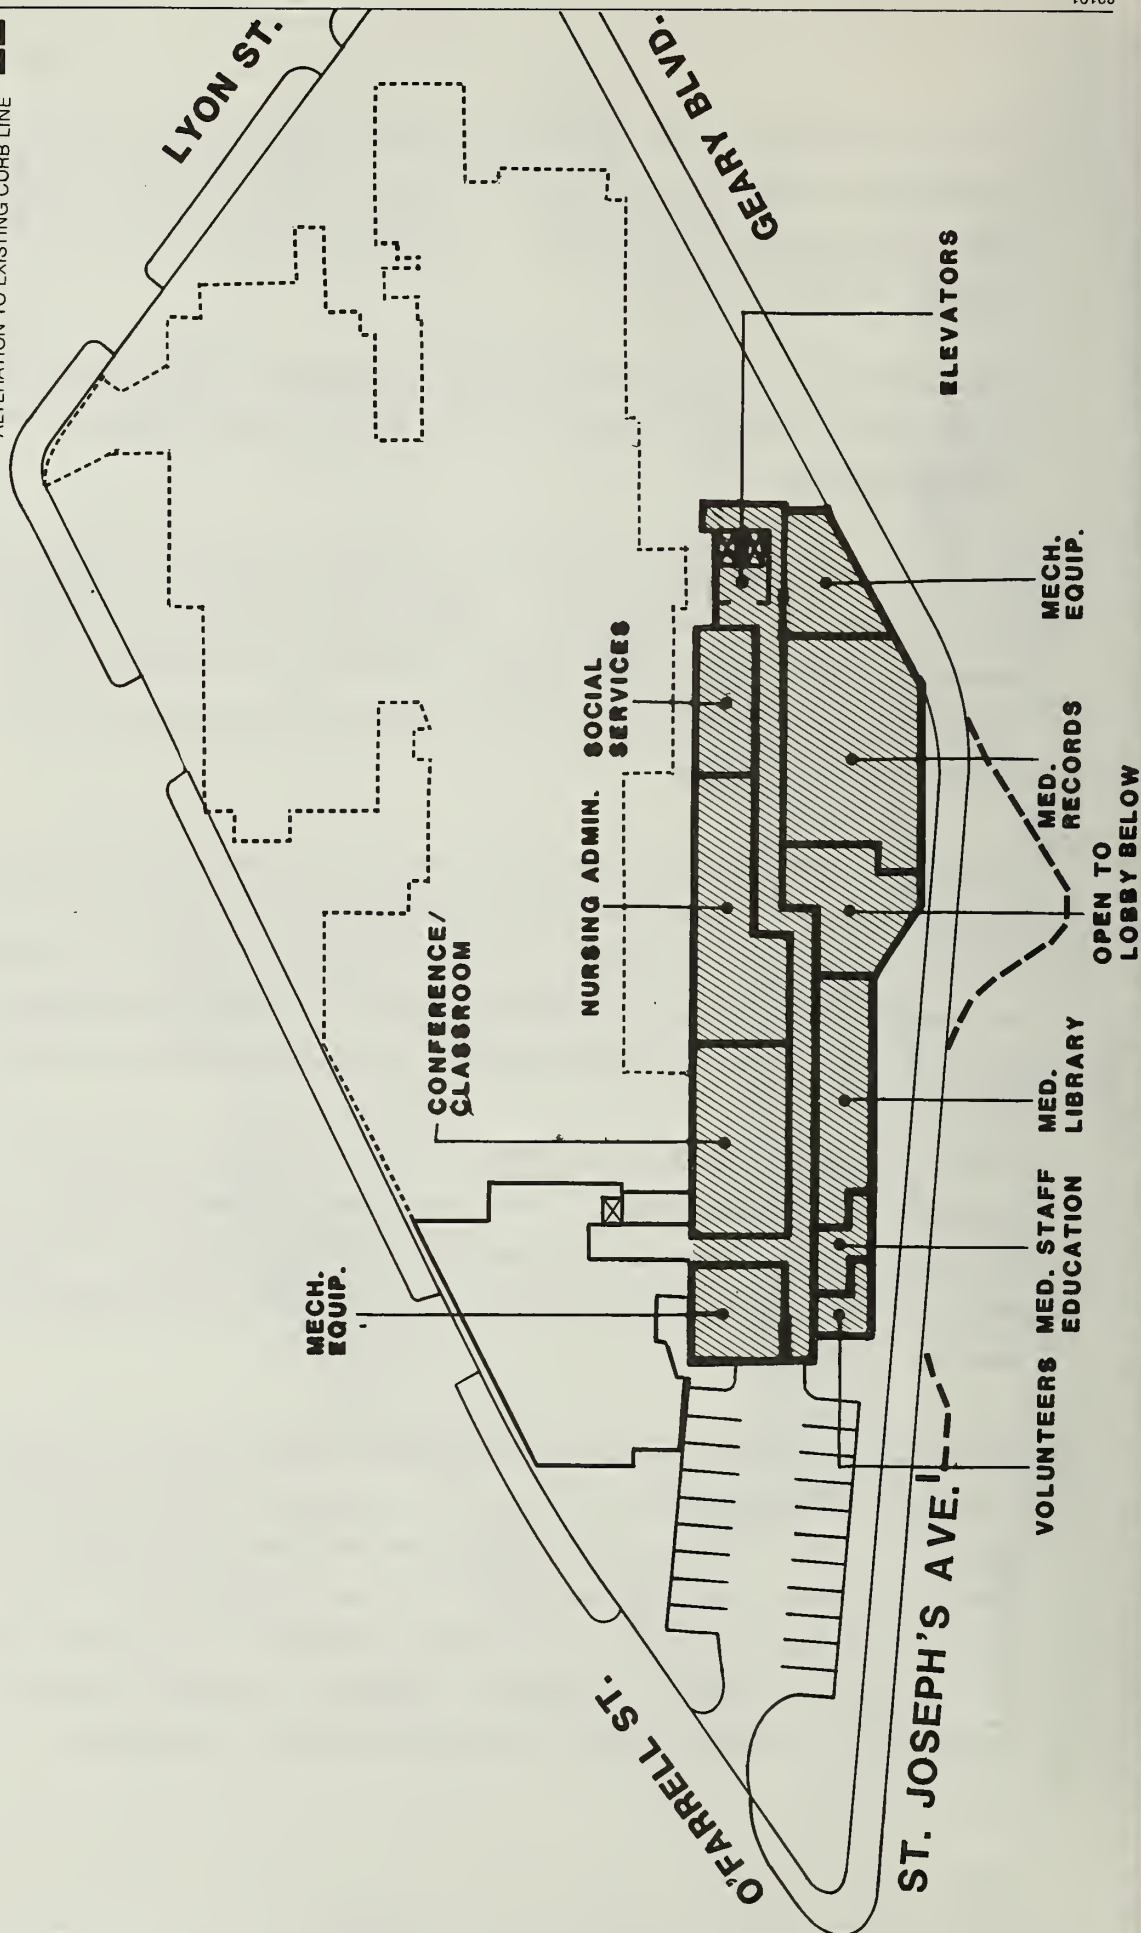 ALTERATION TO EXISTING CURB LINE
LYON ST.
GEARY BLVD.
ELEVATORS
MECH.
EQUIP.
SOCIAL
SERVICES
MED.
RECORDS
NURSING ADMIN.
OPEN TO
LOBBY BELOW
CONFERENCE/
CLASSROOM
MED.
LIBRARY
MED. STAFF
EDUCATION
MECH.
EQUIP.
VOLUNTEERS
O'FARRELL ST.
ST. JOSEPH'S AVE.